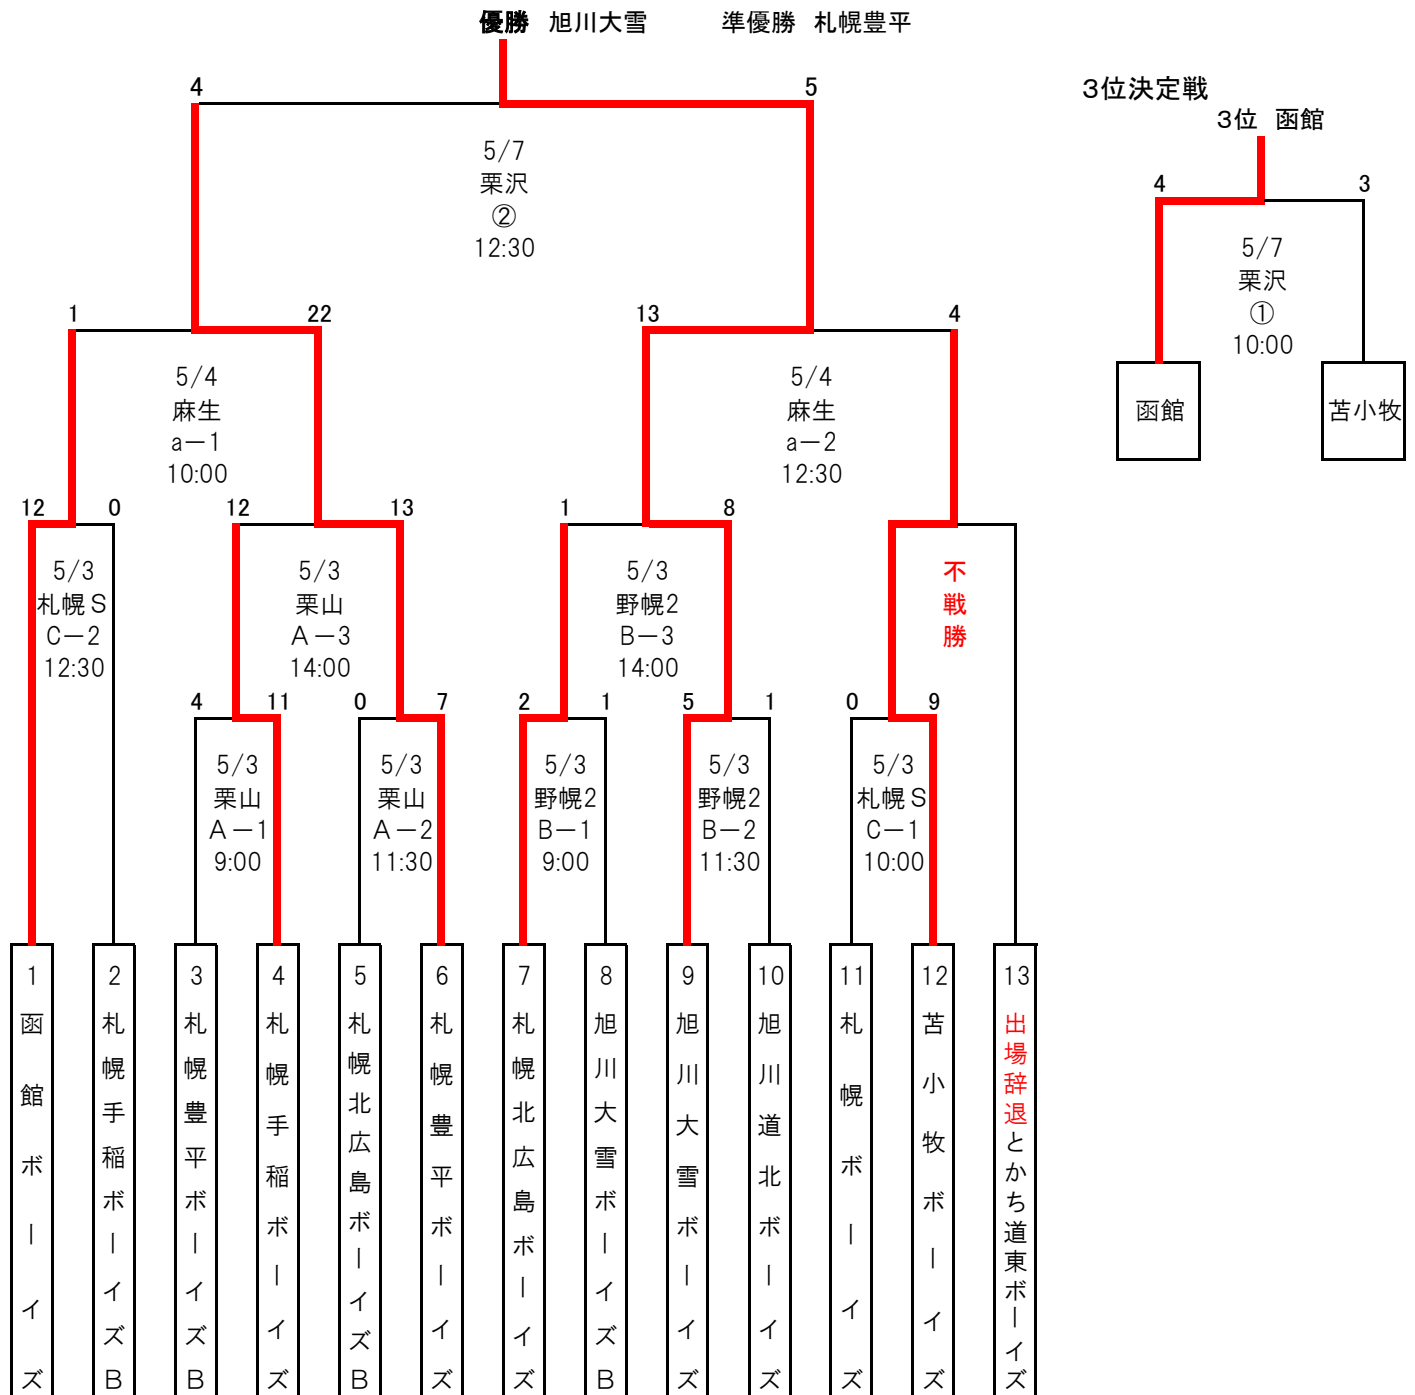 優勝 旭川大雪 準優勝 札幌豊平
4 5
5/7
栗沢
②
12:30
3位決定戦
3位 函館
4 3
5/7
栗沢
①
10:00
函館 苫小牧
1 22 13 4
5/4
麻生
a－1
10:00
5/4
麻生
a－2
12:30
12 0 12 13 1 8
5/3
札幌S
C－2
12:30
5/3
栗山
A－3
14:00
5/3
野幌2
B－3
14:00
不戦勝
4 11 0 7 2 1 5 1 0 9
5/3
栗山
A－1
9:00
5/3
栗山
A－2
11:30
5/3
野幌2
B－1
9:00
5/3
野幌2
B－2
11:30
5/3
札幌S
C－1
10:00
1 函館ボーイズ
2 札幌手稲ボーイズB
3 札幌豊平ボーイズB
4 札幌手稲ボーイズ
5 札幌北広島ボーイズB
6 札幌豊平ボーイズ
7 札幌北広島ボーイズ
8 旭川大雪ボーイズB
9 旭川大雪ボーイズ
10 旭川道北ボーイズ
11 札幌ボーイズ
12 苫小牧ボーイズ
13 出場辞退とかち道東ボーイズ